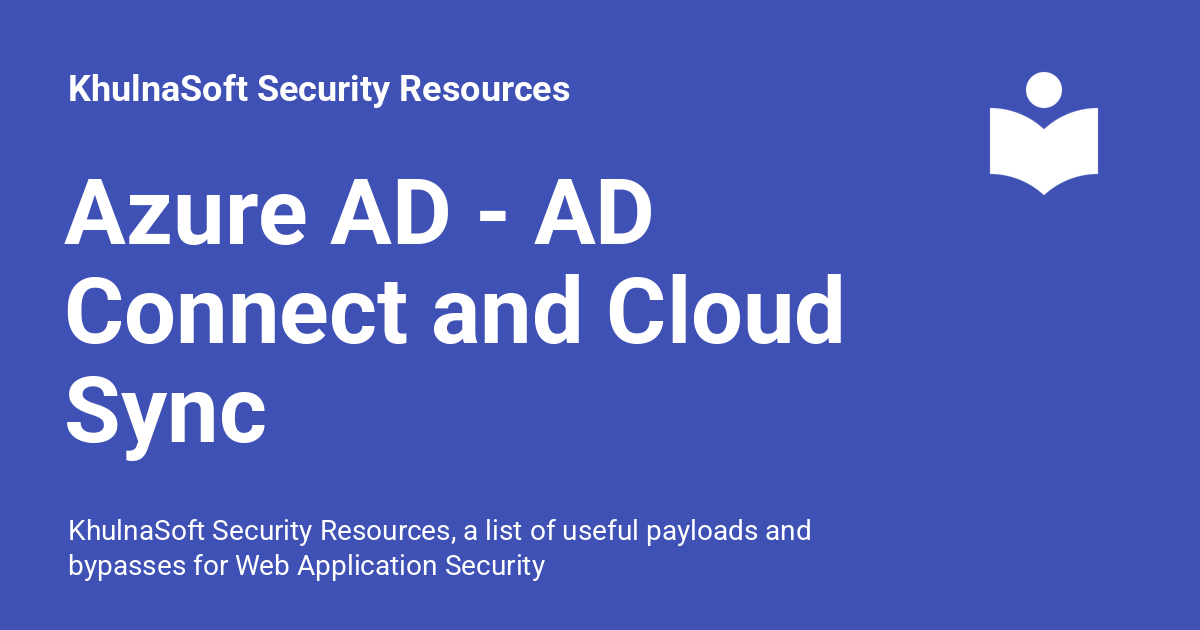 KhulnaSoft Security Resources
Azure AD - AD
Connect and Cloud
Sync
KhulnaSoft Security Resources, a list of useful payloads and
bypasses for Web Application Security